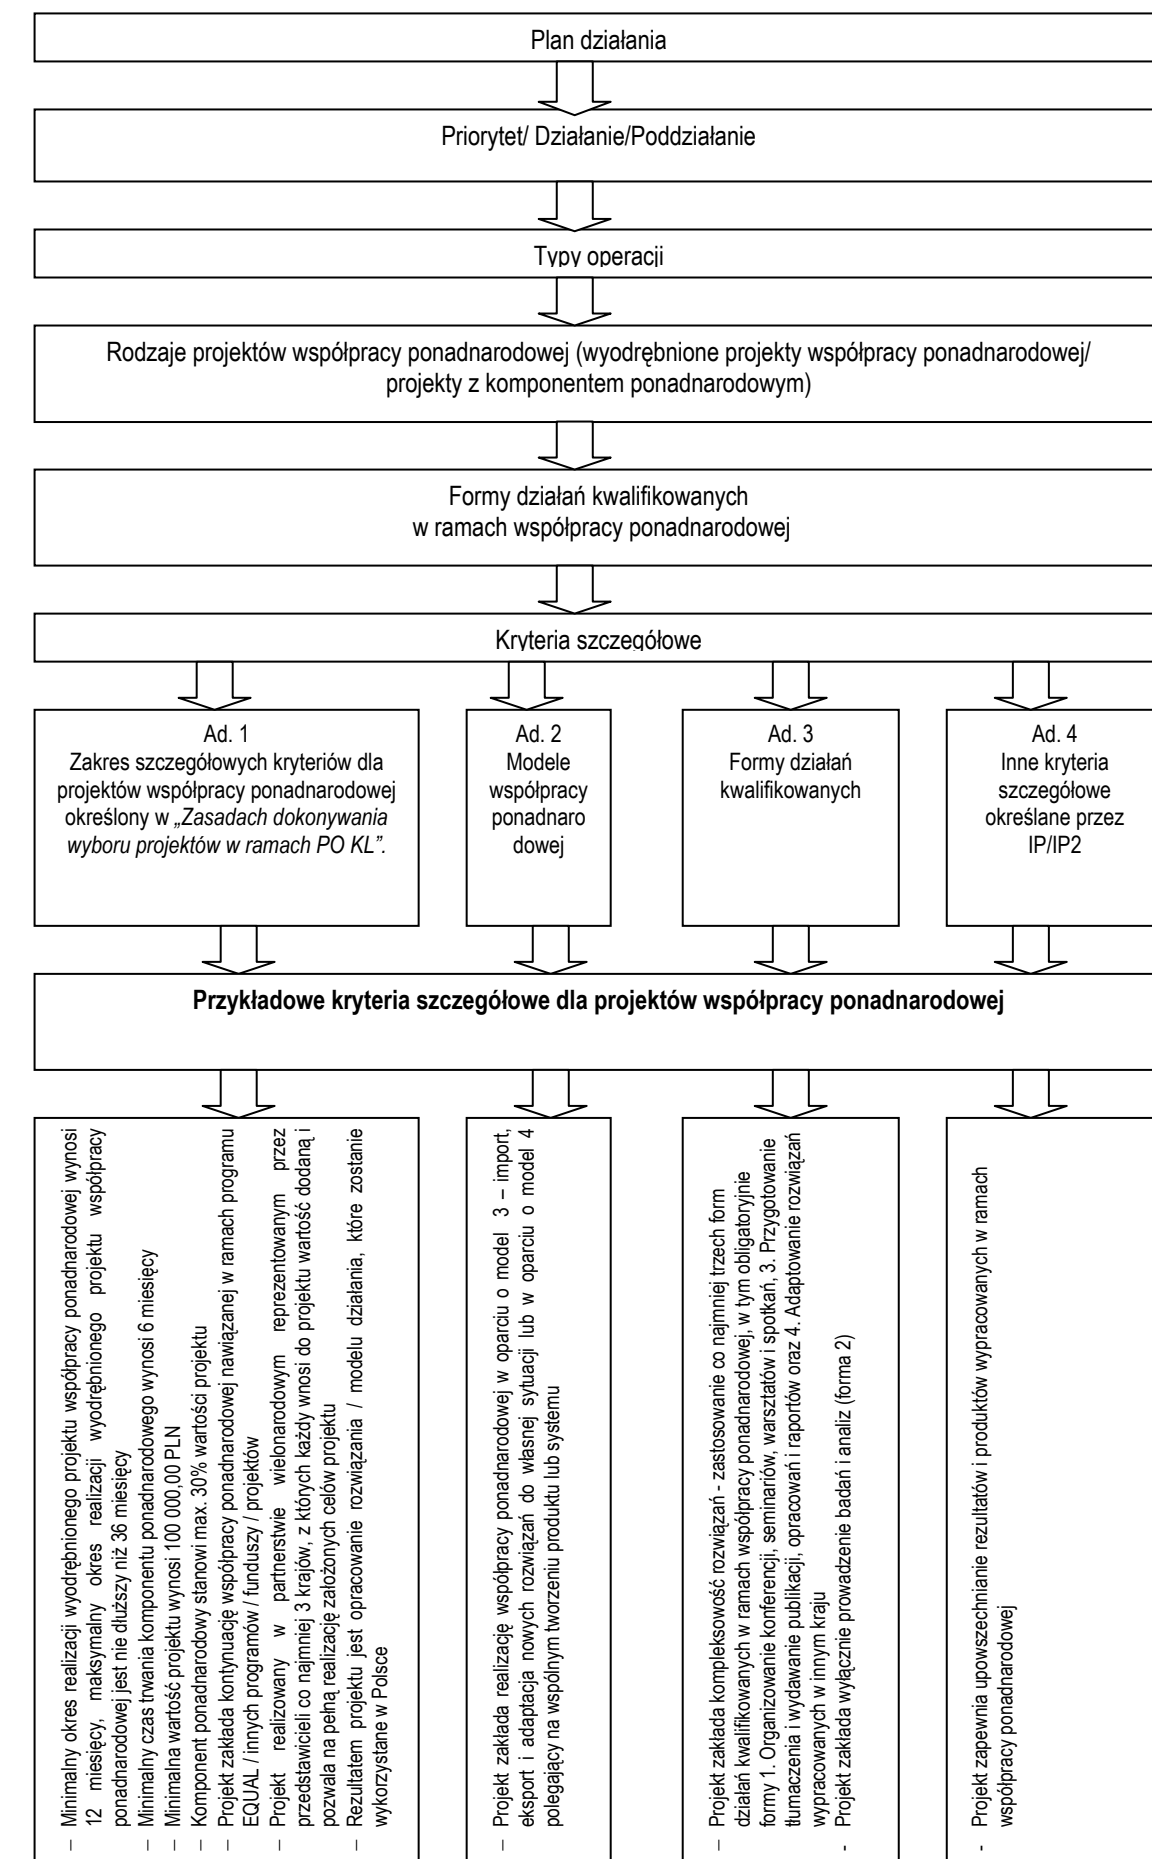 Plan działania
Priorytet/ Działanie/Poddziałanie
Typy operacji
Rodzaje projektów współpracy ponadnarodowej (wyodrębnione projekty współpracy ponadnarodowej/
projekty z komponentem ponadnarodowym)
Formy działań kwalifikowanych
w ramach współpracy ponadnarodowej
Kryteria szczegółowe
Ad. 1
Zakres szczegółowych kryteriów dla
projektów współpracy ponadnarodowej
określony w „Zasadach dokonywania
wyboru projektów w ramach PO KL”.
Ad. 2
Modele
współpracy
ponadnaro
dowej
Ad. 3
Formy działań
kwalifikowanych
Ad. 4
Inne kryteria
szczegółowe
określane przez
IP/IP2
Przykładowe kryteria szczegółowe dla projektów współpracy ponadnarodowej
– Minimalny okres realizacji wyodrębnionego projektu współpracy ponadnarodowej wynosi
12 miesięcy, maksymalny okres realizacji wyodrębnionego projektu współpracy
ponadnarodowej jest nie dłuższy niż 36 miesięcy
– Minimalny czas trwania komponentu ponadnarodowego wynosi 6 miesięcy
– Minimalna wartość projektu wynosi 100 000,00 PLN
– Komponent ponadnarodowy stanowi max. 30% wartości projektu
– Projekt zakłada kontynuację współpracy ponadnarodowej nawiązanej w ramach programu
EQUAL / innych programów / funduszy / projektów
– Projekt realizowany w partnerstwie wielonarodowym reprezentowanym przez
przedstawicieli co najmniej 3 krajów, z których każdy wnosi do projektu wartość dodaną i
pozwala na pełną realizację założonych celów projektu
– Rezultatem projektu jest opracowanie rozwiązania / modelu działania, które zostanie
wykorzystane w Polsce
– Projekt zakłada realizację współpracy ponadnarodowej w oparciu o model 3 – import,
eksport i adaptacja nowych rozwiązań do własnej sytuacji lub w oparciu o model 4
polegający na wspólnym tworzeniu produktu lub systemu
– Projekt zakłada kompleksowość rozwiązań - zastosowanie co najmniej trzech form
działań kwalifikowanych w ramach współpracy ponadnarodowej, w tym obligatoryjnie
formy 1. Organizowanie konferencji, seminariów, warsztatów i spotkań, 3. Przygotowanie
tłumaczenia i wydawanie publikacji, opracowań i raportów oraz 4. Adaptowanie rozwiązań
wypracowanych w innym kraju
- Projekt zakłada wyłącznie prowadzenie badań i analiz (forma 2)
- Projekt zapewnia upowszechnianie rezultatów i produktów wypracowanych w ramach
współpracy ponadnarodowej